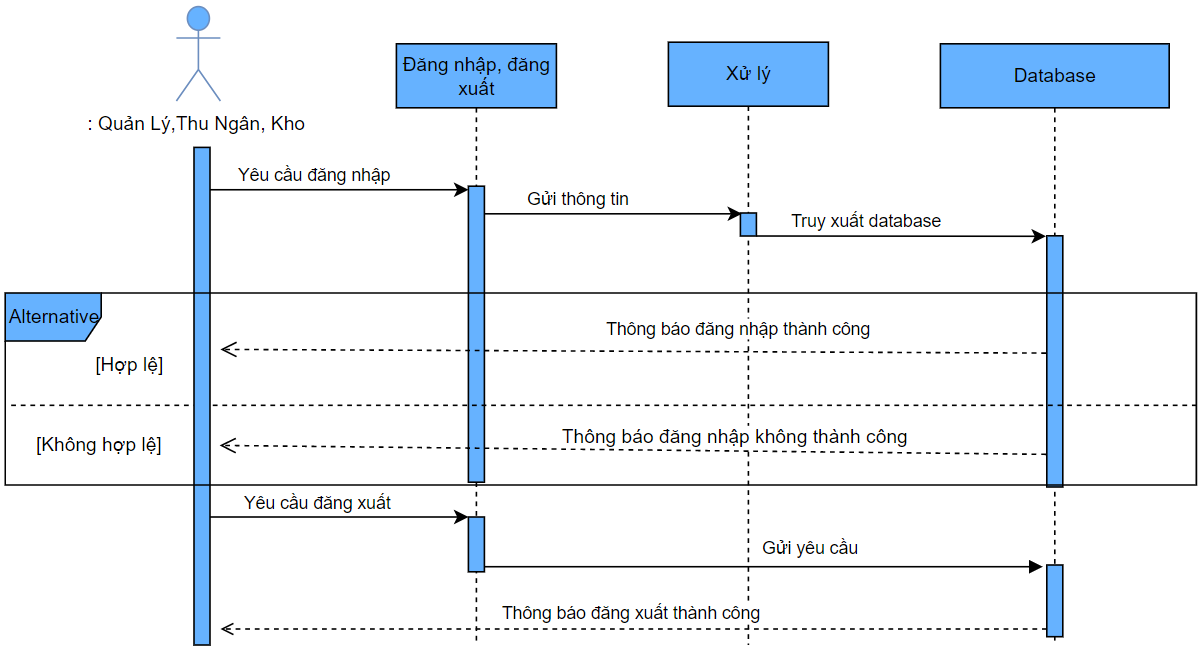 Đăng nhập, đăng
xuất
Xử lý
Database
: Quản Lý,Thu Ngân, Kho
Yêu cầu đăng nhập
Gửi thông tin
Truy xuất database
Alternative
Thông báo đăng nhập thành công
[Hợp lệ]
Thông báo đăng nhập không thành công
[Không hợp lệ]
Yêu cầu đăng xuất
Gửi yêu cầu
Thông báo đăng xuất thành công